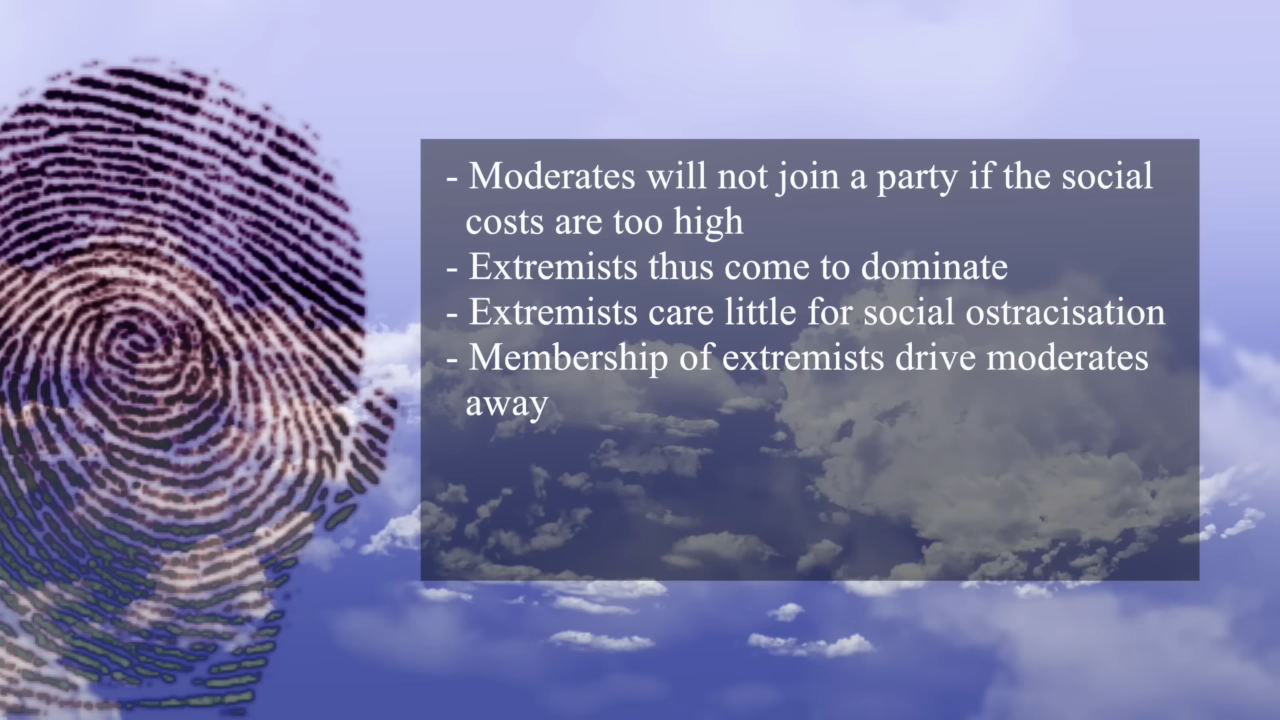 - Moderates will not join a party if the social
costs are too high
- Extremists thus come to dominate
- Extremists care little for social ostracisation
- Membership of extremists drive moderates
away